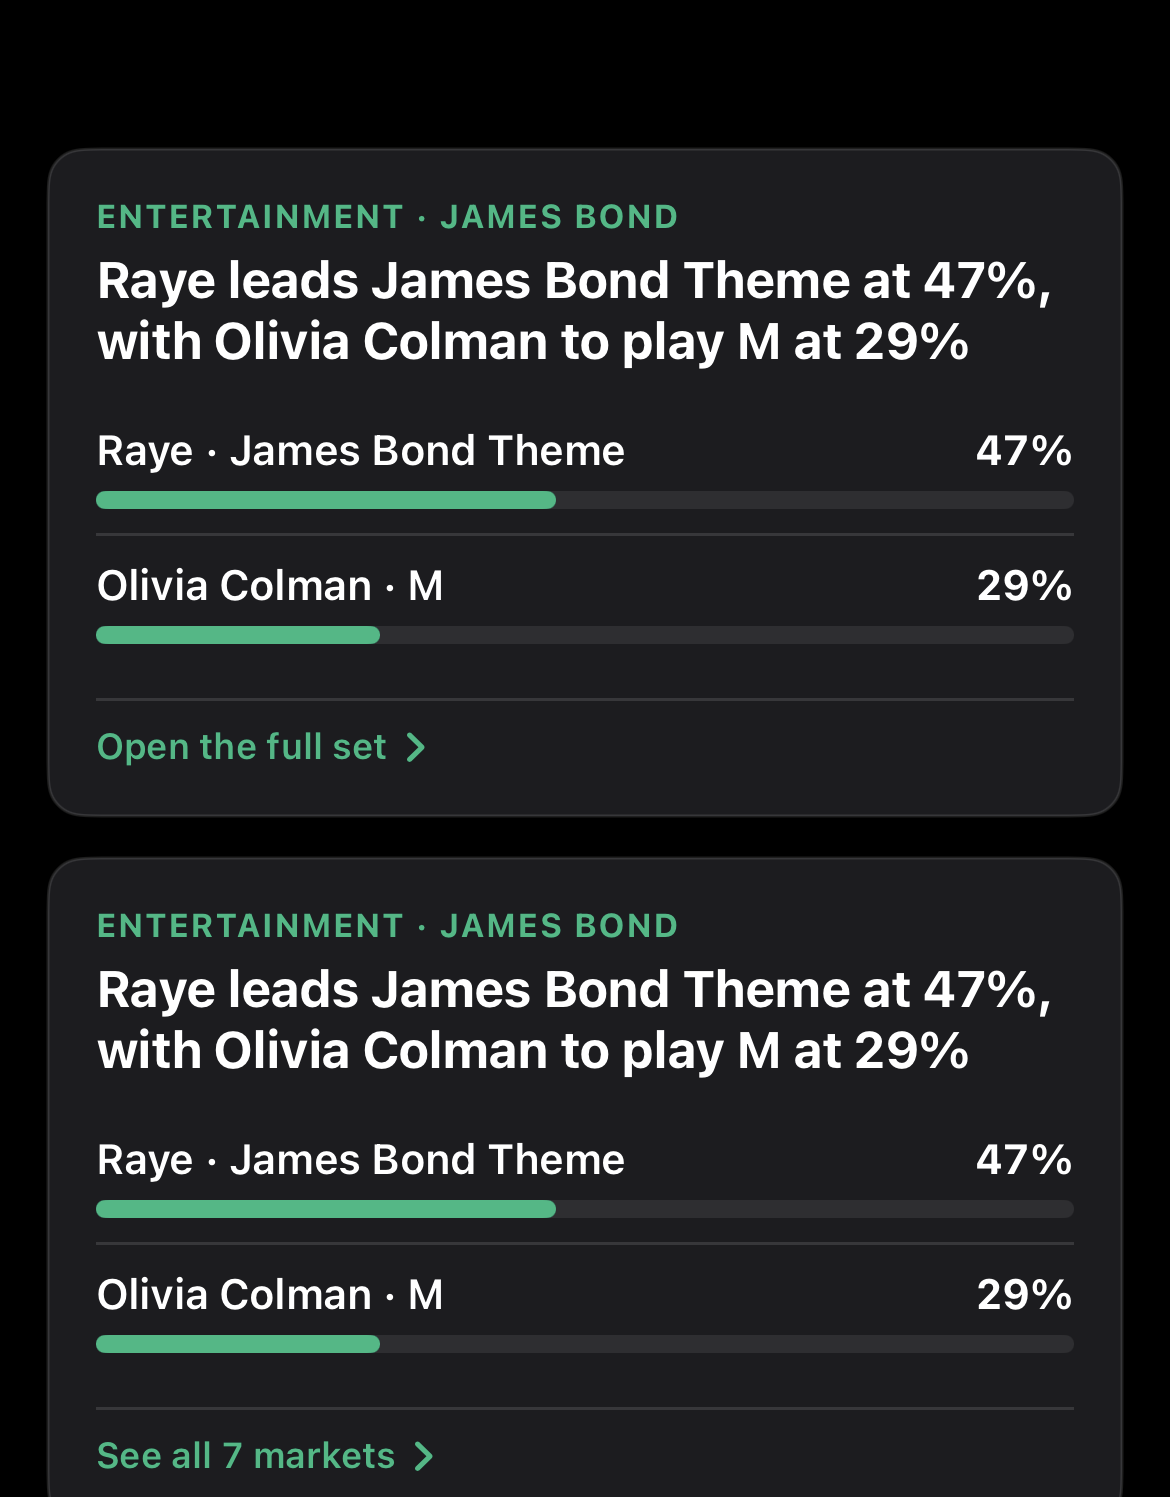 ENTERTAINMENT · JAMES BOND
Raye leads James Bond Theme at 47%,
with Olivia Colman to play M at 29%
Raye · James Bond Theme 47%
Olivia Colman · M 29%
Open the full set
ENTERTAINMENT · JAMES BOND
Raye leads James Bond Theme at 47%,
with Olivia Colman to play M at 29%
Raye · James Bond Theme 47%
Olivia Colman · M 29%
See all 7 markets